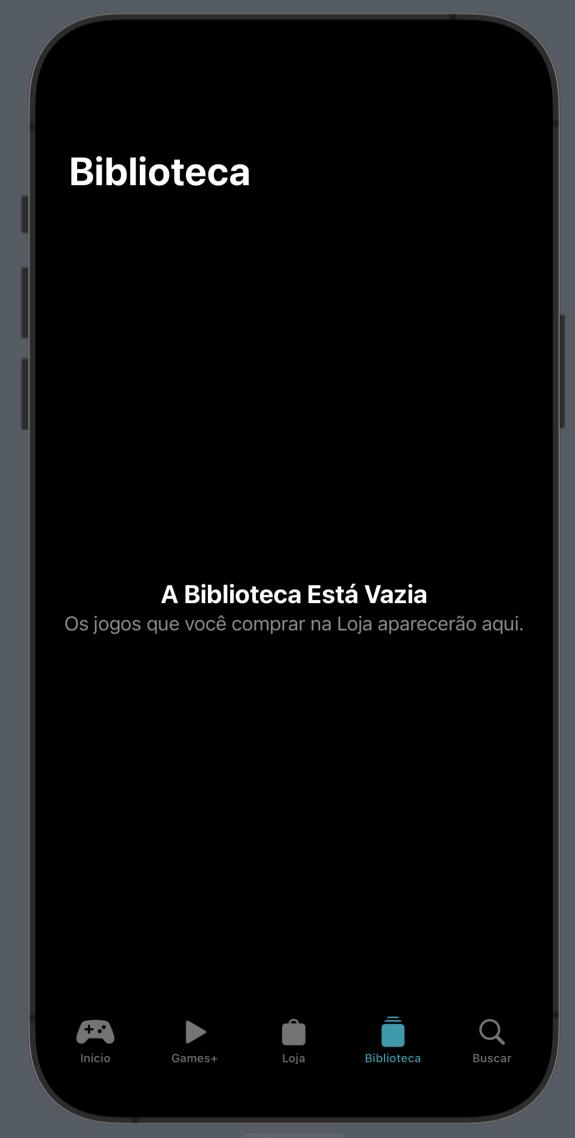 Biblioteca
A Biblioteca Está Vazia
Os jogos que você comprar na Loja aparecerão aqui.
Início
Games+
Loja
Biblioteca
Buscar